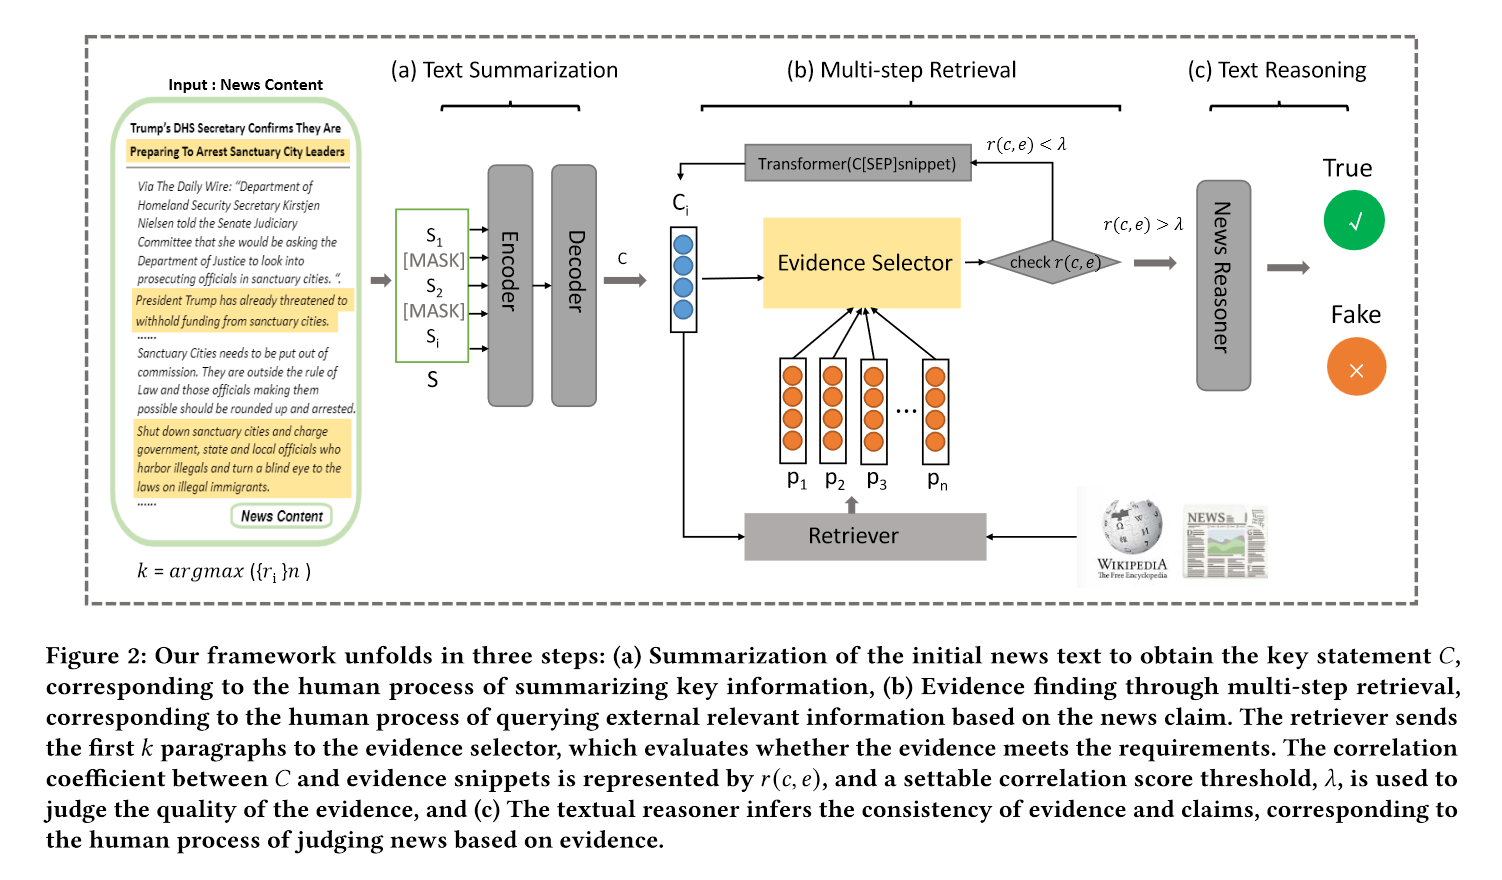 (a) Text Summarization
(b) Multi-step Retrieval
(c) Text Reasoning
Input : News Content
Trump's DHS Secretary Confirms They Are
Preparing To Arrest Sanctuary City Leaders
Via The Daily Wire: “Department of
Homeland Security Secretary Kirstjen
Nielsen told the Senate Judiciary
Committee that she would be asking the
Department of Justice to look into
prosecuting officials in sanctuary cities. “.
President Trump has already threatened to
withhold funding from sanctuary cities.
......
Sanctuary Cities needs to be put out of
commission. They are outside the rule of
Law and those officials making them
possible should be rounded up and arrested.
Shut down sanctuary cities and charge
government, state and local officials who
harbor illegals and turn a blind eye to the
laws on illegal immigrants.
......
News Content
k = argmax ({r_i}n )
S_1
[MASK]
S_2
[MASK]
S_i
S
Encoder
Decoder
C
Transformer(C[SEP]snippet)
r(c,e) < λ
C_i
Evidence Selector
check r(c,e)
r(c,e) > λ
p_1 p_2 p_3 ... p_n
Retriever
WIKIPEDIA
The Free Encyclopedia
NEWS
News Reasoner
True
√
Fake
×
Figure 2: Our framework unfolds in three steps: (a) Summarization of the initial news text to obtain the key statement C,
corresponding to the human process of summarizing key information, (b) Evidence finding through multi-step retrieval,
corresponding to the human process of querying external relevant information based on the news claim. The retriever sends
the first k paragraphs to the evidence selector, which evaluates whether the evidence meets the requirements. The correlation
coefficient between C and evidence snippets is represented by r(c, e), and a settable correlation score threshold, λ, is used to
judge the quality of the evidence, and (c) The textual reasoner infers the consistency of evidence and claims, corresponding to
the human process of judging news based on evidence.